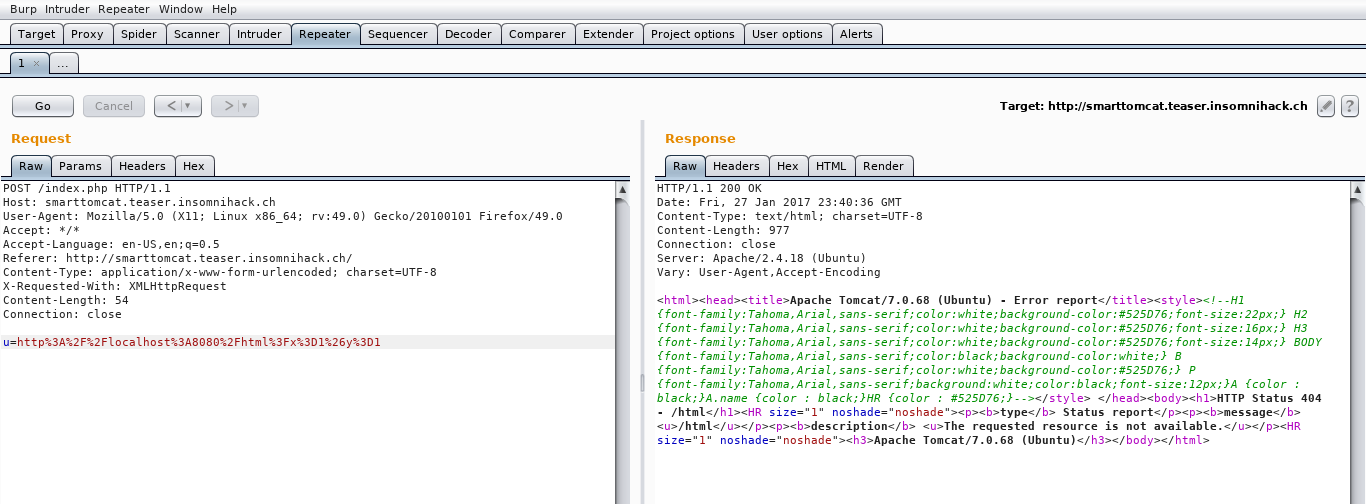 Burp Intruder Repeater Window Help
Target Proxy Spider Scanner Intruder Repeater Sequencer Decoder Comparer Extender Project options User options Alerts
1 × ...
Go Cancel < ▼ > ▼ Target: http://smarttomcat.teaser.insomnihack.ch ?
Request
Raw Params Headers Hex
POST /index.php HTTP/1.1
Host: smarttomcat.teaser.insomnihack.ch
User-Agent: Mozilla/5.0 (X11; Linux x86_64; rv:49.0) Gecko/20100101 Firefox/49.0
Accept: */*
Accept-Language: en-US,en;q=0.5
Referer: http://smarttomcat.teaser.insomnihack.ch/
Content-Type: application/x-www-form-urlencoded; charset=UTF-8
X-Requested-With: XMLHttpRequest
Content-Length: 54
Connection: close
u=http%3A%2F%2Flocalhost%3A8080%2Fhtml%3Fx%3D1%26y%3D1
Response
Raw Headers Hex HTML Render
HTTP/1.1 200 OK
Date: Fri, 27 Jan 2017 23:40:36 GMT
Content-Type: text/html; charset=UTF-8
Content-Length: 977
Connection: close
Server: Apache/2.4.18 (Ubuntu)
Vary: User-Agent,Accept-Encoding
<html><head><title>Apache Tomcat/7.0.68 (Ubuntu) - Error report</title><style><!--H1
{font-family:Tahoma,Arial,sans-serif;color:white;background-color:#525D76;font-size:22px;} H2
{font-family:Tahoma,Arial,sans-serif;color:white;background-color:#525D76;font-size:16px;} H3
{font-family:Tahoma,Arial,sans-serif;color:white;background-color:#525D76;font-size:14px;} BODY
{font-family:Tahoma,Arial,sans-serif;color:black;background-color:white;} B
{font-family:Tahoma,Arial,sans-serif;color:white;background-color:#525D76;} P
{font-family:Tahoma,Arial,sans-serif;background:white;color:black;font-size:12px;}A {color :
black;}A.name {color : black;}HR {color : #525D76;}--></style> </head><body><h1>HTTP Status 404
- /html</h1><HR size="1" noshade="noshade"><p><b>type</b> Status report</p><p><b>message</b>
<u>/html</u></p><p><b>description</b> <u>The requested resource is not available.</u></p><HR
size="1" noshade="noshade"><h3>Apache Tomcat/7.0.68 (Ubuntu)</h3></body></html>